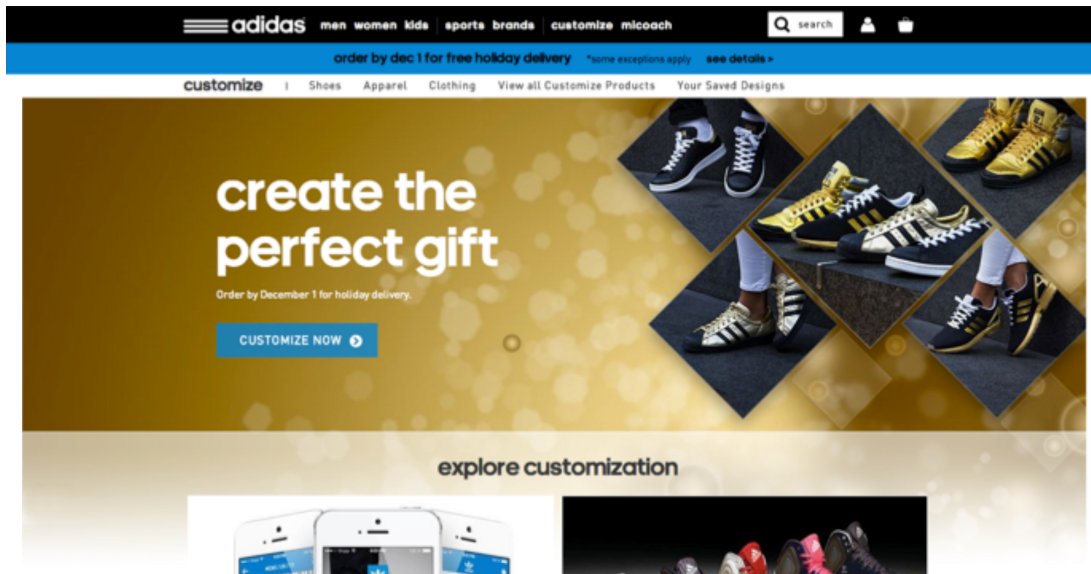 adidas men women kids sports brands customize micoach search
order by dec 1 for free holiday delivery *some exceptions apply see details >
customize | Shoes Apparel Clothing View all Customize Products Your Saved Designs
create the
perfect gift
Order by December 1 for holiday delivery.
CUSTOMIZE NOW
explore customization